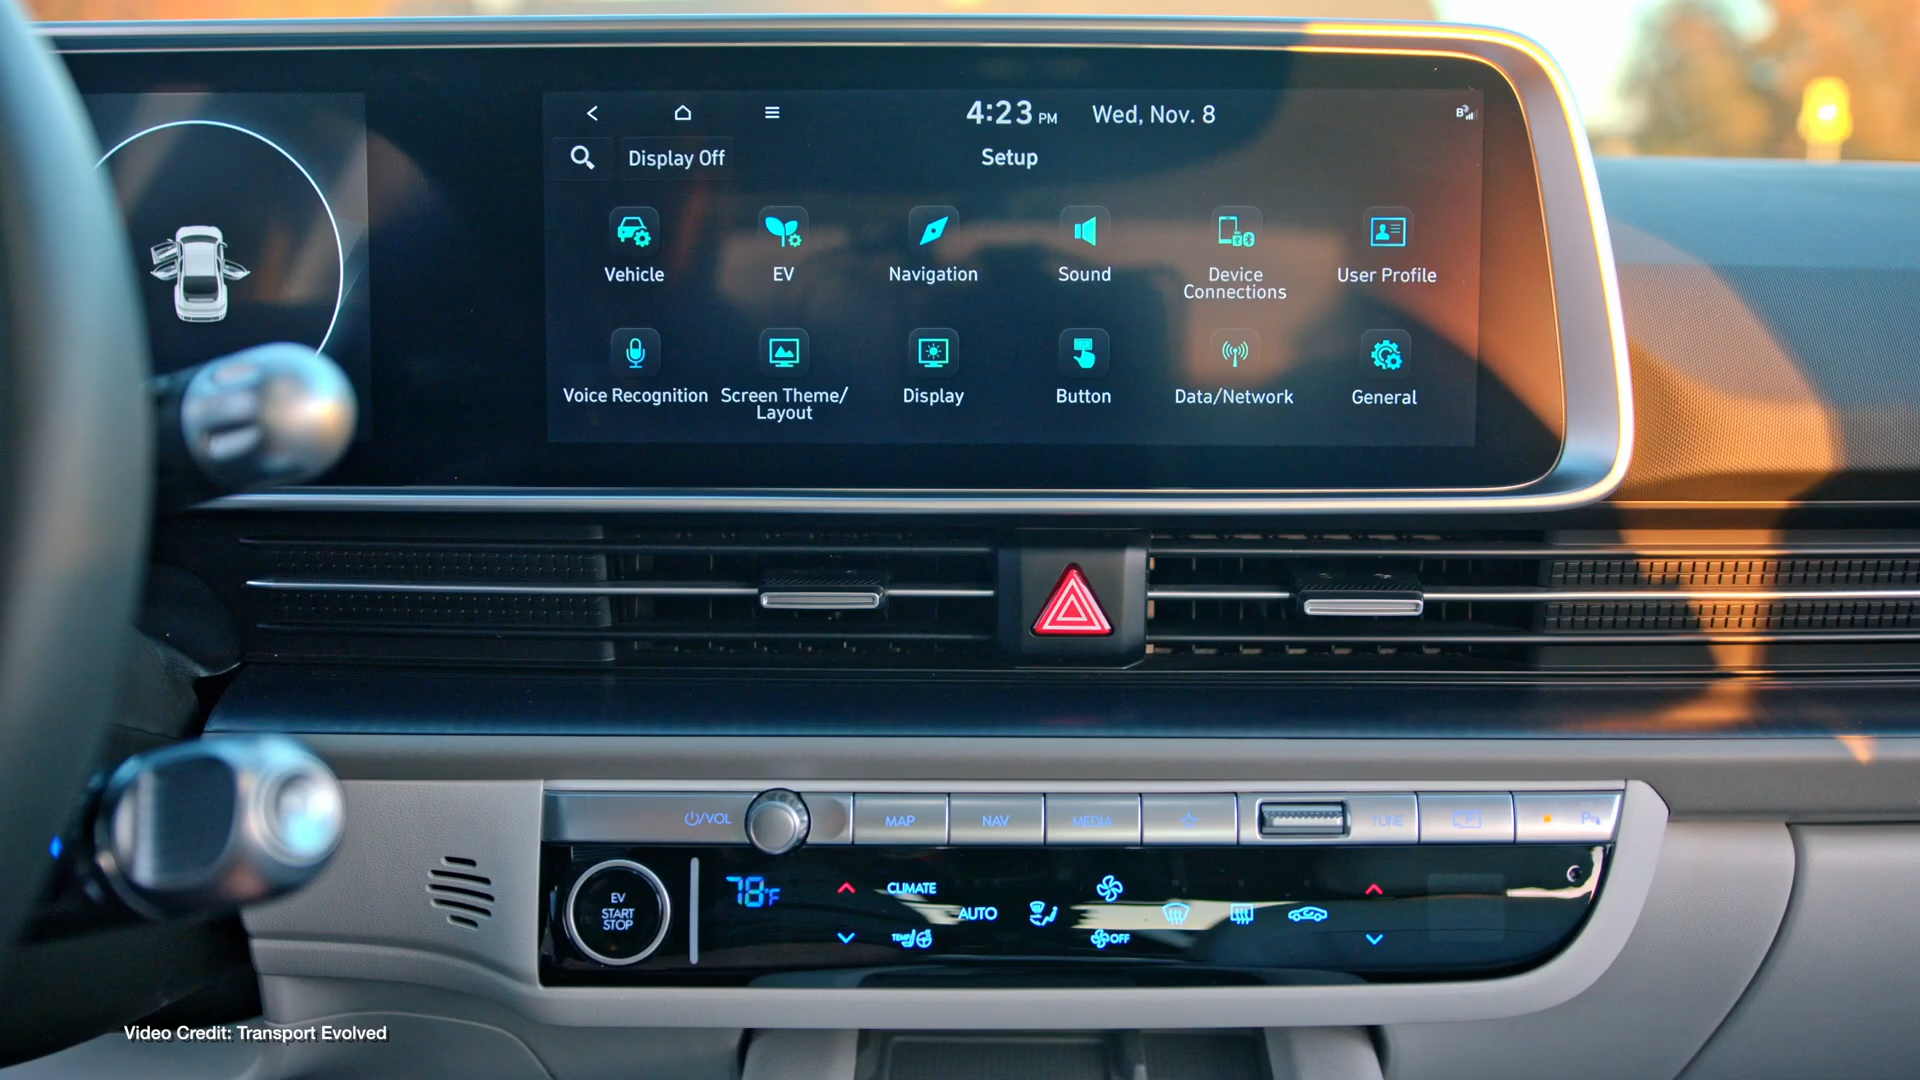 4:23 PM Wed, Nov. 8
Display Off
Setup
Vehicle
EV
Navigation
Sound
Device
Connections
User Profile
Voice Recognition
Screen Theme/
Layout
Display
Button
Data/Network
General
VOL
MAP
NAV
MEDIA
TUNE
EV
START
STOP
78°F
CLIMATE
AUTO
TEMP
OFF
Video Credit: Transport Evolved